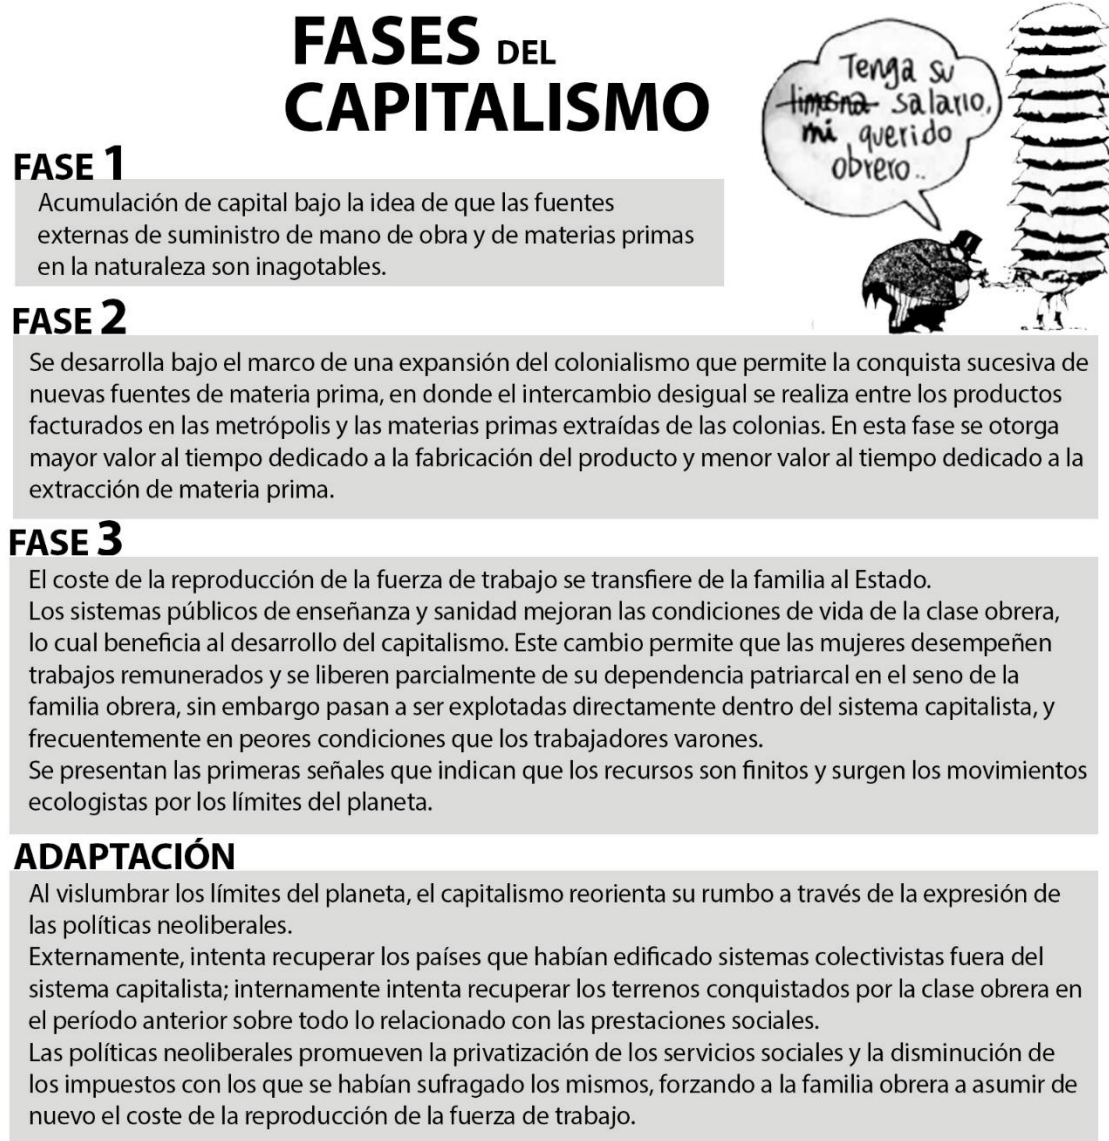 FASES DEL
CAPITALISMO
Tenga su
limosna salario,
mi querido
obrero..
FASE 1
Acumulación de capital bajo la idea de que las fuentes
externas de suministro de mano de obra y de materias primas
en la naturaleza son inagotables.
FASE 2
Se desarrolla bajo el marco de una expansión del colonialismo que permite la conquista sucesiva de
nuevas fuentes de materia prima, en donde el intercambio desigual se realiza entre los productos
facturados en las metrópolis y las materias primas extraídas de las colonias. En esta fase se otorga
mayor valor al tiempo dedicado a la fabricación del producto y menor valor al tiempo dedicado a la
extracción de materia prima.
FASE 3
El coste de la reproducción de la fuerza de trabajo se transfiere de la familia al Estado.
Los sistemas públicos de enseñanza y sanidad mejoran las condiciones de vida de la clase obrera,
lo cual beneficia al desarrollo del capitalismo. Este cambio permite que las mujeres desempeñen
trabajos remunerados y se liberen parcialmente de su dependencia patriarcal en el seno de la
familia obrera, sin embargo pasan a ser explotadas directamente dentro del sistema capitalista, y
frecuentemente en peores condiciones que los trabajadores varones.
Se presentan las primeras señales que indican que los recursos son finitos y surgen los movimientos
ecologistas por los límites del planeta.
ADAPTACIÓN
Al vislumbrar los límites del planeta, el capitalismo reorienta su rumbo a través de la expresión de
las políticas neoliberales.
Externamente, intenta recuperar los países que habían edificado sistemas colectivistas fuera del
sistema capitalista; internamente intenta recuperar los terrenos conquistados por la clase obrera en
el período anterior sobre todo lo relacionado con las prestaciones sociales.
Las políticas neoliberales promueven la privatización de los servicios sociales y la disminución de
los impuestos con los que se habían sufragado los mismos, forzando a la familia obrera a asumir de
nuevo el coste de la reproducción de la fuerza de trabajo.